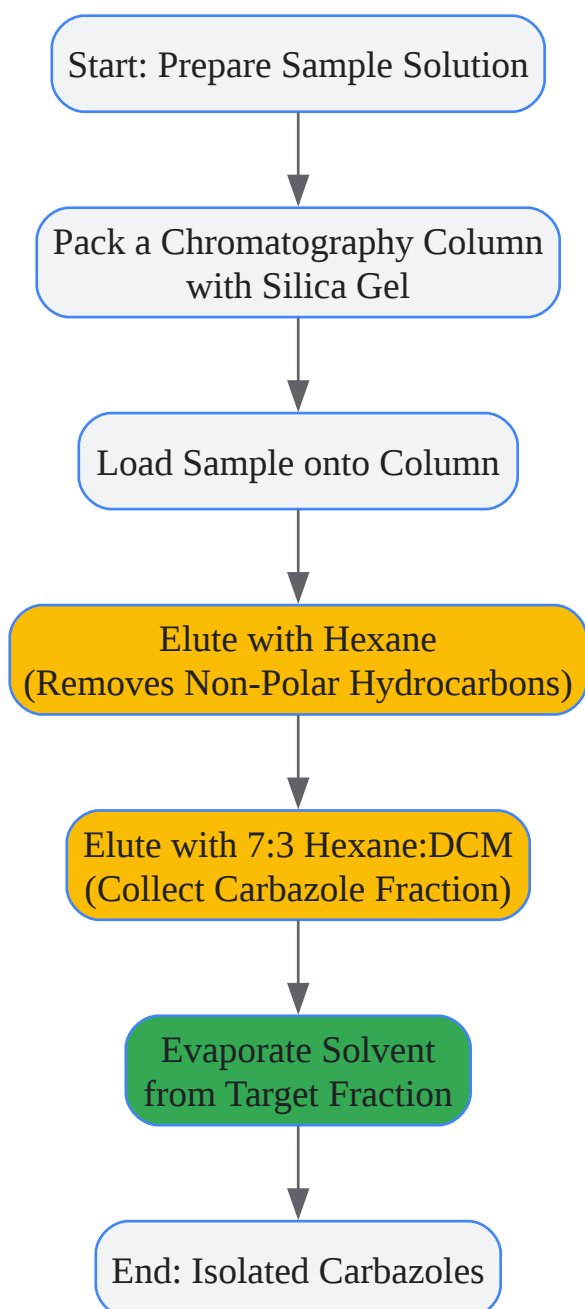 Start: Prepare Sample Solution
Pack a Chromatography Column
with Silica Gel
Load Sample onto Column
Elute with Hexane
(Removes Non-Polar Hydrocarbons)
Elute with 7:3 Hexane:DCM
(Collect Carbazole Fraction)
Evaporate Solvent
from Target Fraction
End: Isolated Carbazoles